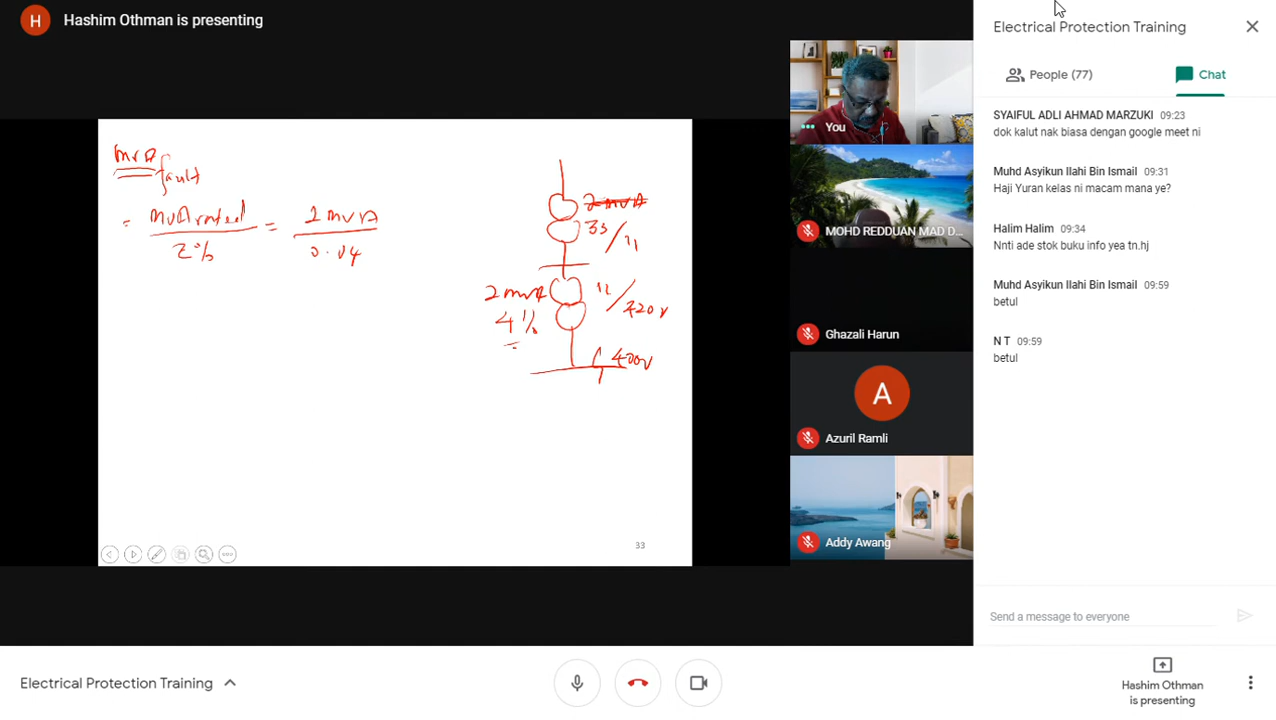 H Hashim Othman is presenting
MVA fault
= MVA rated / Z% = 2 MVA / 0.04
2 MVA
33/11
2 MVA 11/420V
4%
400V
33
You
MOHD REDDUAN MAD D...
Ghazali Harun
A
Azuril Ramli
Addy Awang
Electrical Protection Training
People (77) Chat
SYAIFUL ADLI AHMAD MARZUKI 09:23
dok kalut nak biasa dengan google meet ni
Muhd Asyikun Ilahi Bin Ismail 09:31
Haji Yuran kelas ni macam mana ye?
Halim Halim 09:34
Nnti ade stok buku info yea tn.hj
Muhd Asyikun Ilahi Bin Ismail 09:59
betul
N T 09:59
betul
Send a message to everyone
Electrical Protection Training
Hashim Othman
is presenting